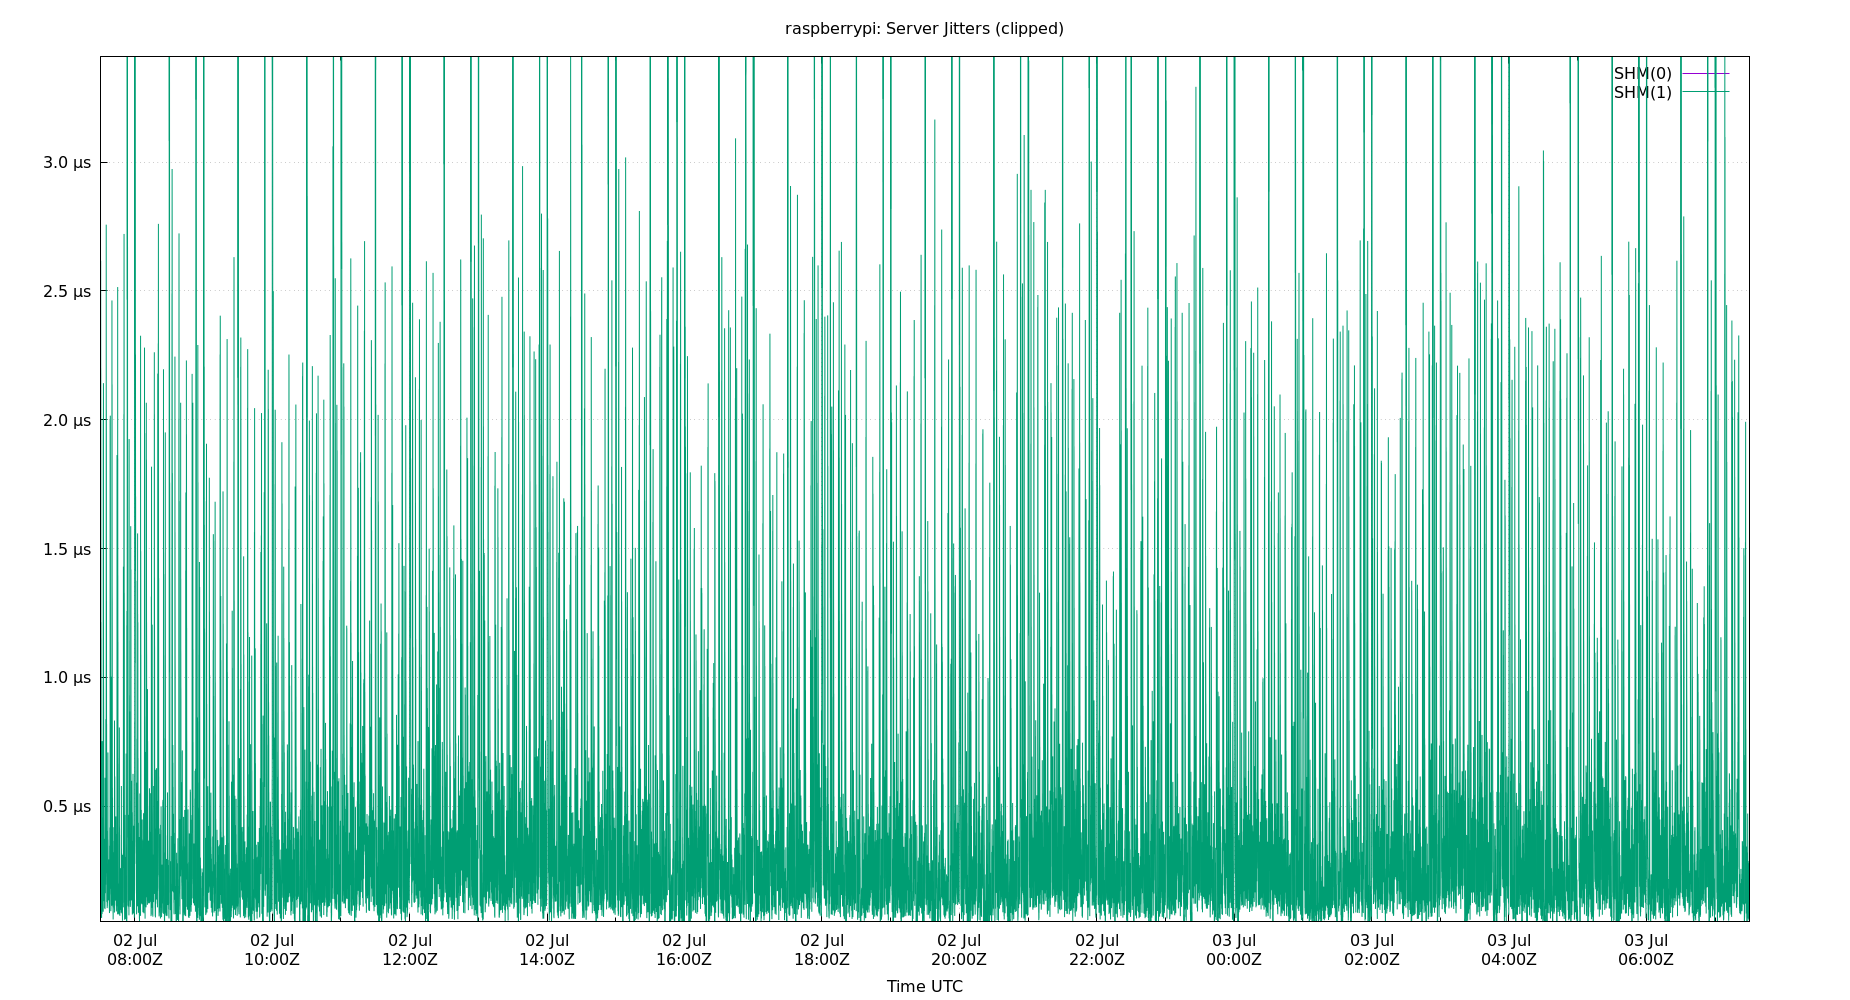 raspberrypi: Server Jitters (clipped)
SHM(0)
SHM(1)
3.0 µs
2.5 µs
2.0 µs
1.5 µs
1.0 µs
0.5 µs
02 Jul 02 Jul 02 Jul 02 Jul 02 Jul 02 Jul 02 Jul 02 Jul 03 Jul 03 Jul 03 Jul 03 Jul
08:00Z 10:00Z 12:00Z 14:00Z 16:00Z 18:00Z 20:00Z 22:00Z 00:00Z 02:00Z 04:00Z 06:00Z
Time UTC